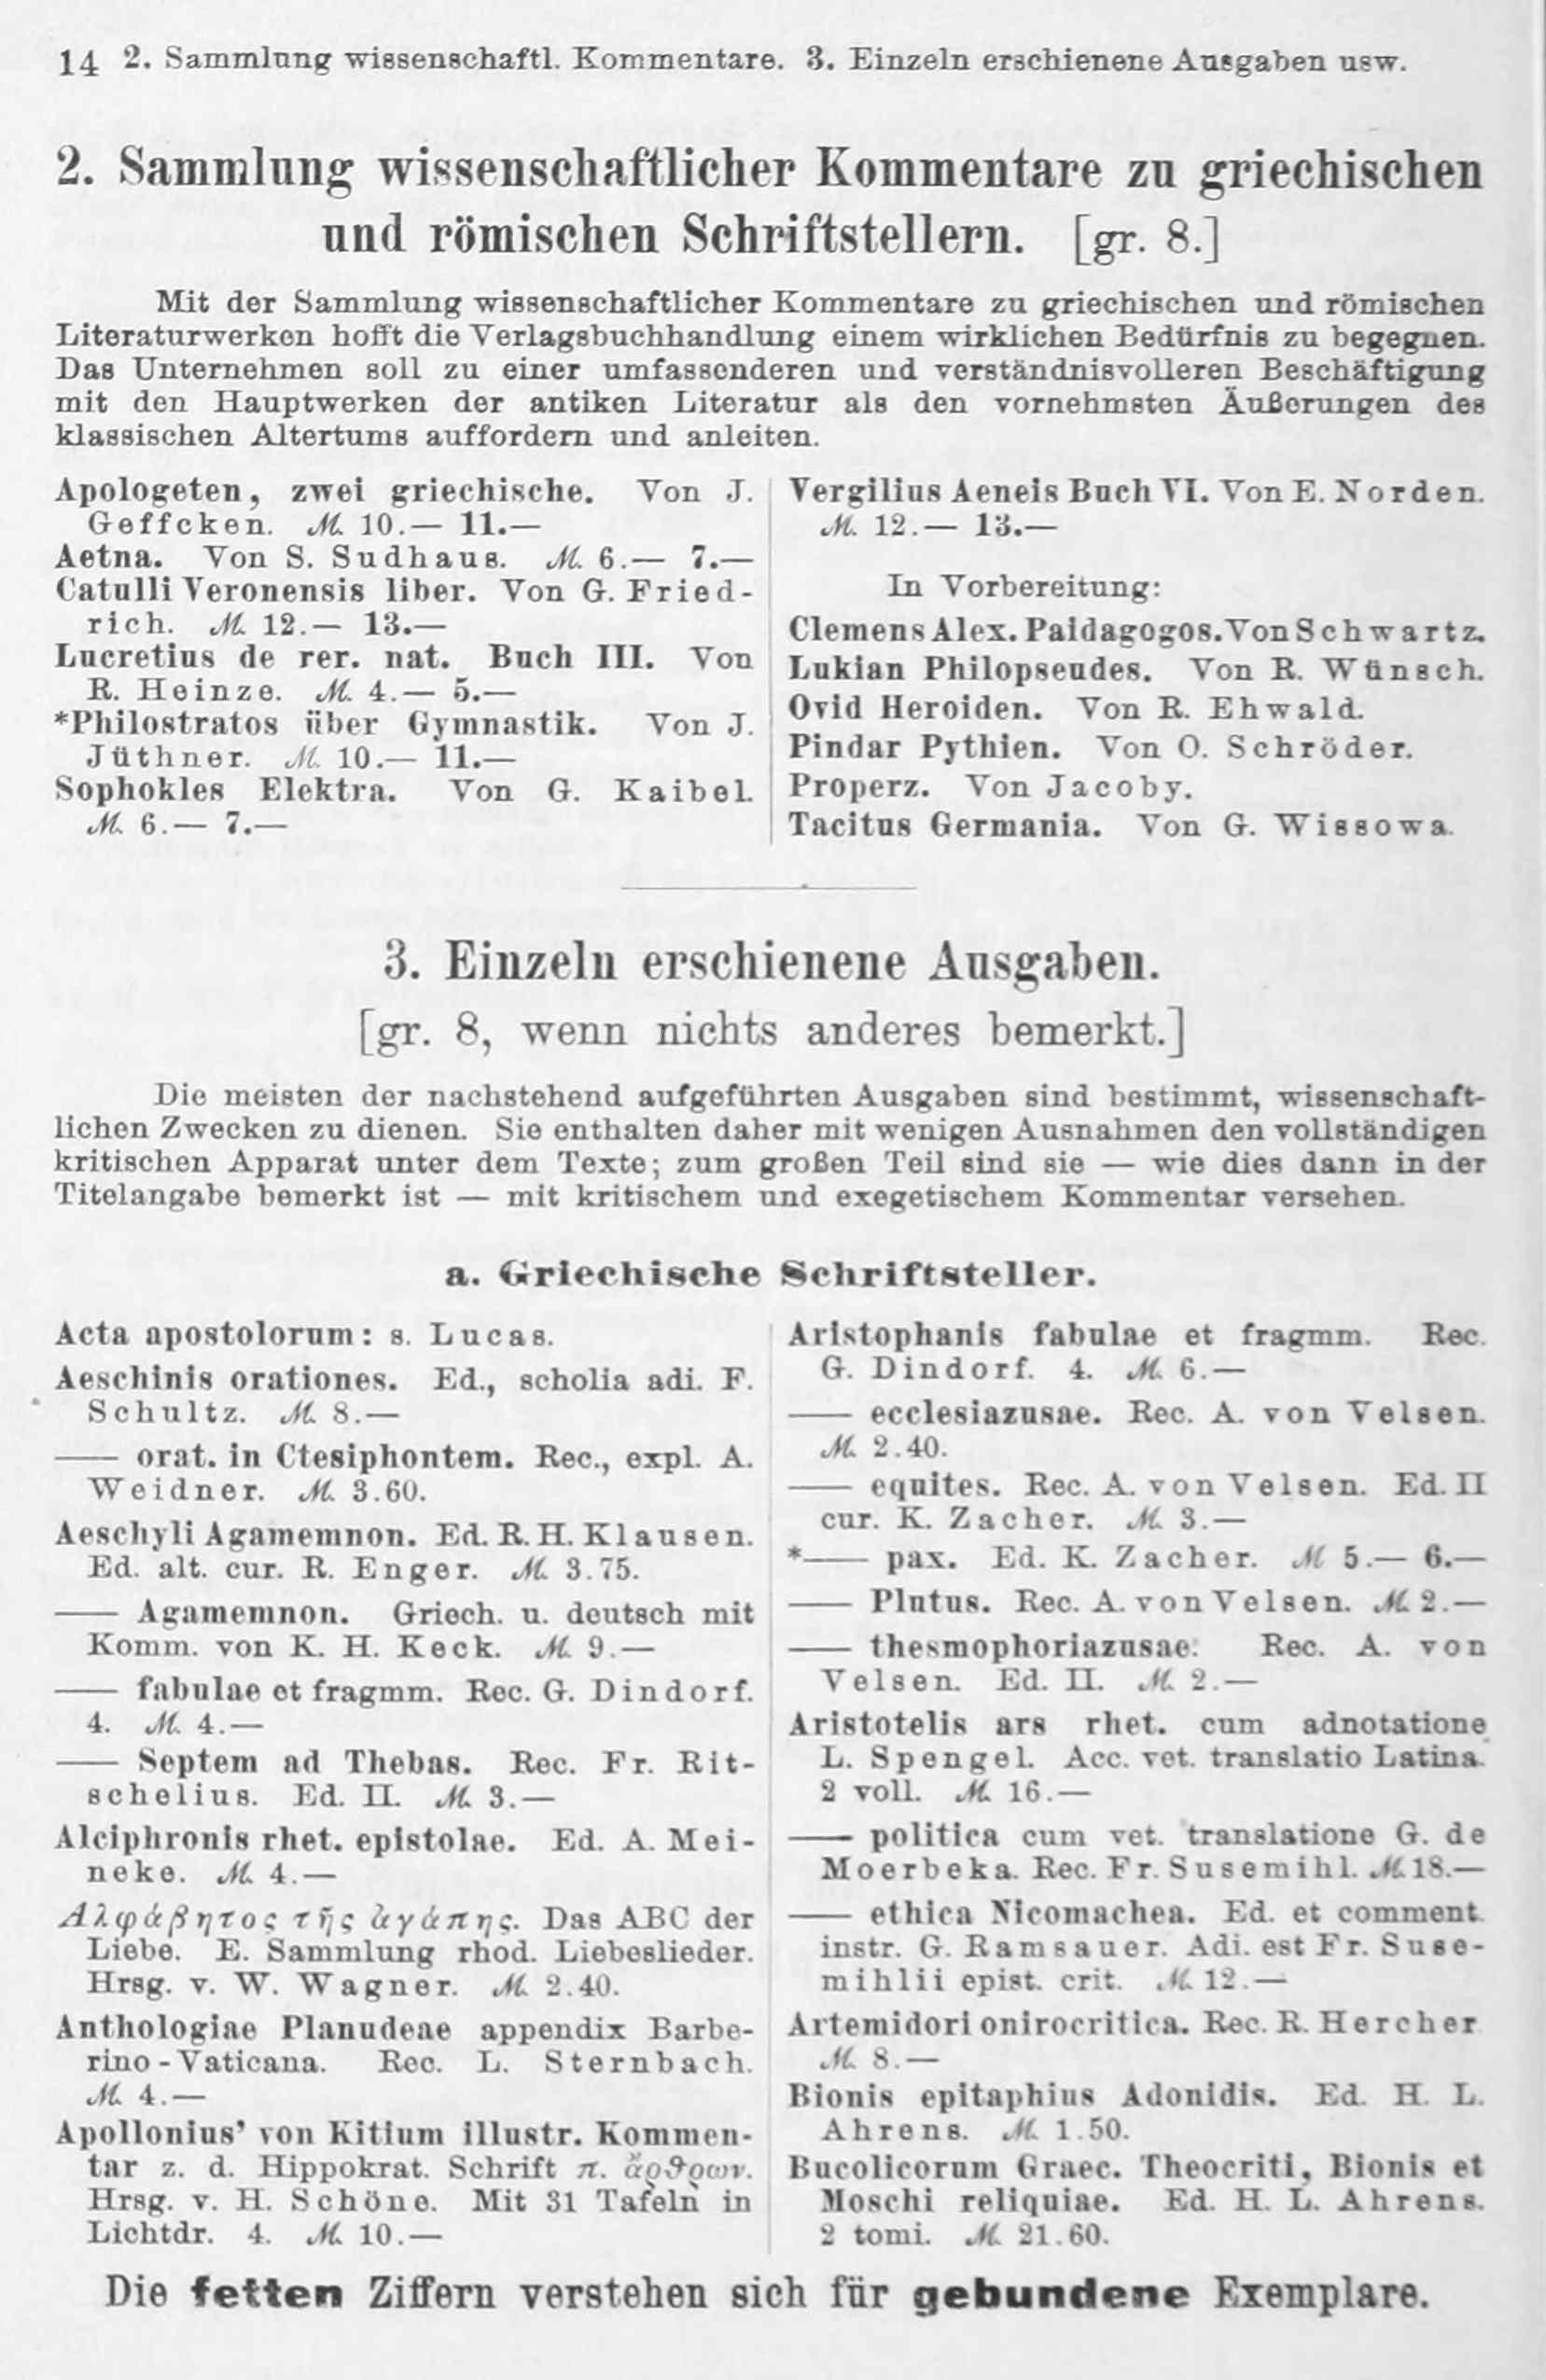 14 2. Sammlung wissenschaftl. Kommentare. 3. Einzeln erschienene Ausgaben usw.
2. Sammlung wissenschaftlicher Kommentare zu griechischen
und römischen Schriftstellern. [gr. 8.]
Mit der Sammlung wissenschaftlicher Kommentare zu griechischen und römischen
Literaturwerken hofft die Verlagsbuchhandlung einem wirklichen Bedürfnis zu begegnen.
Das Unternehmen soll zu einer umfassenderen und verständnisvolleren Beschäftigung
mit den Hauptwerken der antiken Literatur als den vornehmsten Äußerungen des
klassischen Altertums auffordern und anleiten.
Apologeten, zwei griechische. Von J.
Geffcken. ℳ 10.— 11.—
Aetna. Von S. Sudhaus. ℳ 6.— 7.—
Catulli Veronensis liber. Von G. Fried-
rich. ℳ 12.— 13.—
Lucretius de rer. nat. Buch III. Von
R. Heinze. ℳ 4.— 5.—
*Philostratos über Gymnastik. Von J.
Jüthner. ℳ 10.— 11.—
Sophokles Elektra. Von G. Kaibel.
ℳ 6.— 7.—
Vergilius Aeneis Buch VI. Von E. Norden.
ℳ 12.— 13.—
In Vorbereitung:
Clemens Alex. Paidagogos. Von Schwartz.
Lukian Philopseudes. Von R. Wünsch.
Ovid Heroiden. Von R. Ehwald.
Pindar Pythien. Von O. Schröder.
Properz. Von Jacoby.
Tacitus Germania. Von G. Wissowa.
3. Einzeln erschienene Ausgaben.
[gr. 8, wenn nichts anderes bemerkt.]
Die meisten der nachstehend aufgeführten Ausgaben sind bestimmt, wissenschaft-
lichen Zwecken zu dienen. Sie enthalten daher mit wenigen Ausnahmen den vollständigen
kritischen Apparat unter dem Texte; zum großen Teil sind sie — wie dies dann in der
Titelangabe bemerkt ist — mit kritischem und exegetischem Kommentar versehen.
a. Griechische Schriftsteller.
Acta apostolorum: s. Lucas.
Aeschinis orationes. Ed., scholia adi. F.
Schultz. ℳ 8.—
—— orat. in Ctesiphontem. Rec., expl. A.
Weidner. ℳ 3.60.
Aeschyli Agamemnon. Ed. R. H. Klausen.
Ed. alt. cur. R. Enger. ℳ 3.75.
—— Agamemnon. Griech. u. deutsch mit
Komm. von K. H. Keck. ℳ 9.—
—— fabulae et fragmm. Rec. G. Dindorf.
4. ℳ 4.—
—— Septem ad Thebas. Rec. Fr. Rit-
schelius. Ed. II. ℳ 3.—
Alciphronis rhet. epistolae. Ed. A. Mei-
neke. ℳ 4.—
Ἀλφάβητος τῆς ἀγάπης. Das ABC der
Liebe. E. Sammlung rhod. Liebeslieder.
Hrsg. v. W. Wagner. ℳ 2.40.
Anthologiae Planudeae appendix Barbe-
rino-Vaticana. Rec. L. Sternbach.
ℳ 4.—
Apollonius' von Kitium illustr. Kommen-
tar z. d. Hippokrat. Schrift π. ἄρθρων.
Hrsg. v. H. Schöne. Mit 31 Tafeln in
Lichtdr. 4. ℳ 10.—
Aristophanis fabulae et fragmm. Rec.
G. Dindorf. 4. ℳ 6.—
—— ecclesiazusae. Rec. A. von Velsen.
ℳ 2.40.
—— equites. Rec. A. von Velsen. Ed. II
cur. K. Zacher. ℳ 3.—
*—— pax. Ed. K. Zacher. ℳ 5.— 6.—
—— Plutus. Rec. A. von Velsen. ℳ 2.—
—— thesmophoriazusae. Rec. A. von
Velsen. Ed. II. ℳ 2.—
Aristotelis ars rhet. cum adnotatione
L. Spengel. Acc. vet. translatio Latina.
2 voll. ℳ 16.—
—— politica cum vet. translatione G. de
Moerbeka. Rec. Fr. Susemihl. ℳ 18.—
—— ethica Nicomachea. Ed. et comment.
instr. G. Ramsauer. Adi. est Fr. Suse-
mihlii epist. crit. ℳ 12.—
Artemidori onirocritica. Rec. R. Hercher
ℳ 8.—
Bionis epitaphius Adonidis. Ed. H. L.
Ahrens. ℳ 1.50.
Bucolicorum Graec. Theocriti, Bionis et
Moschi reliquiae. Ed. H. L. Ahrens.
2 tomi. ℳ 21.60.
Die fetten Ziffern verstehen sich für gebundene Exemplare.